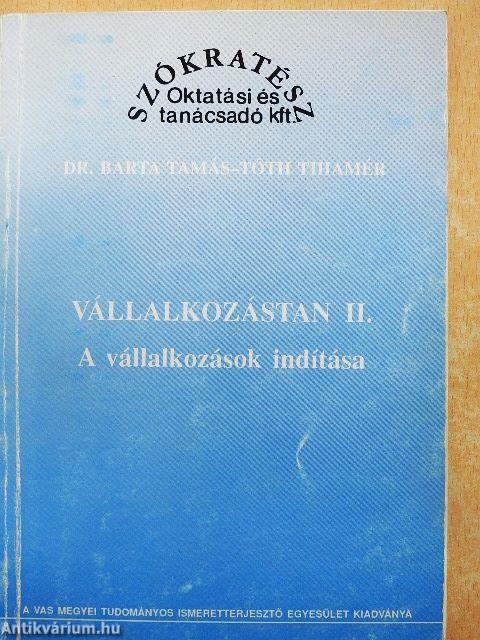 SZÓKRATÉSZ
Oktatási és
tanácsadó kft.
DR. BARTA TAMÁS–TÓTH TIHAMÉR
VÁLLALKOZÁSTAN II.
A vállalkozások indítása
A VAS MEGYEI TUDOMÁNYOS ISMERETTERJESZTŐ EGYESÜLET KIADVÁNYA
Antikvárium.hu